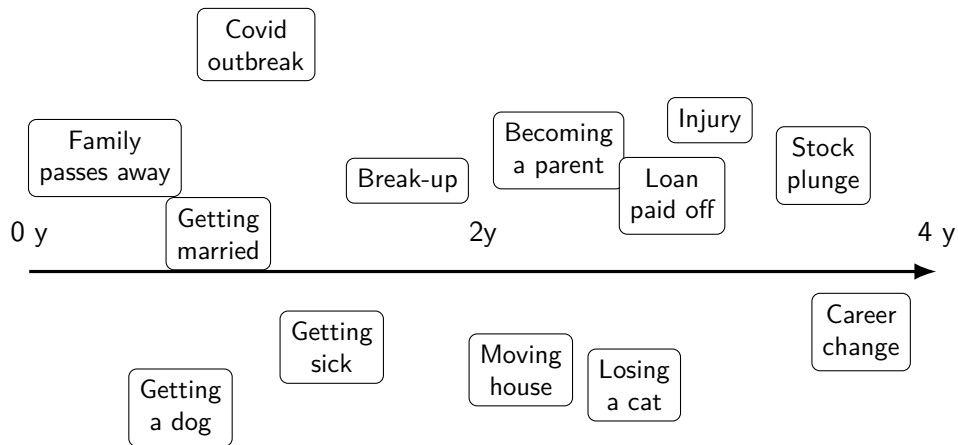 Covid
outbreak
Family
passes away
Getting
married
Break-up
Becoming
a parent
Injury
Loan
paid off
Stock
plunge
0 y
2y
4 y
Getting
a dog
Getting
sick
Moving
house
Losing
a cat
Career
change